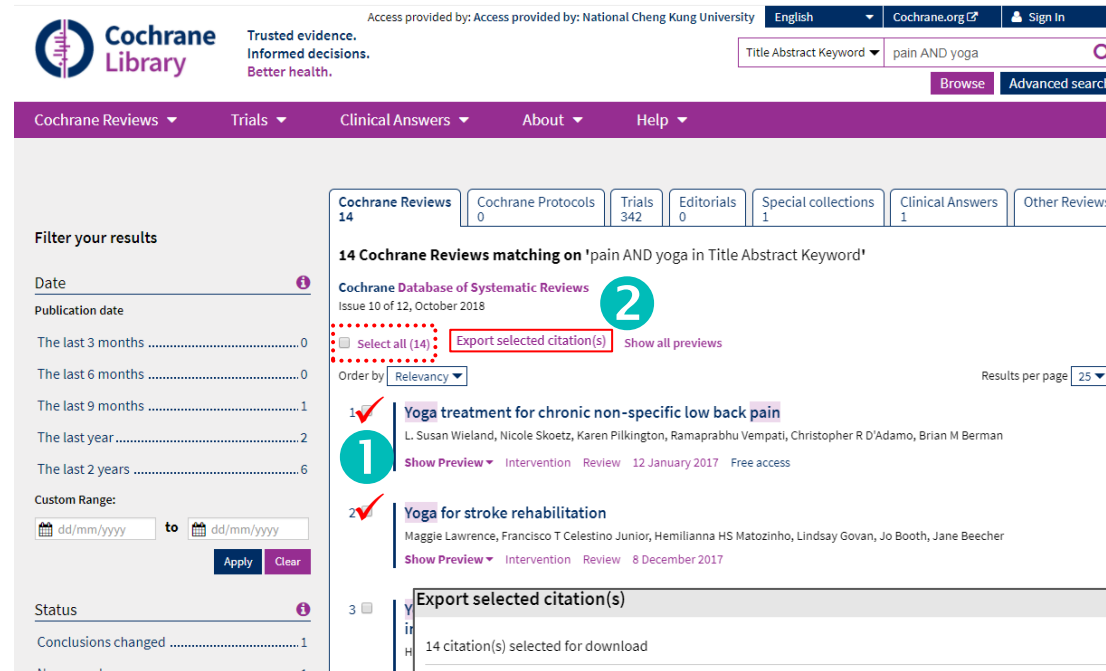 Access provided by: Access provided by: National Cheng Kung University
English
Cochrane.org
Sign In
Cochrane
Library
Trusted evidence.
Informed decisions.
Better health.
Title Abstract Keyword
pain AND yoga
Browse
Advanced search
Cochrane Reviews
Trials
Clinical Answers
About
Help
Cochrane Reviews
14
Cochrane Protocols
0
Trials
342
Editorials
0
Special collections
1
Clinical Answers
1
Other Reviews
Filter your results
Date
Publication date
The last 3 months 0
The last 6 months 0
The last 9 months 1
The last year 2
The last 2 years 6
Custom Range:
dd/mm/yyyy to dd/mm/yyyy
Apply Clear
Status
Conclusions changed 1
14 Cochrane Reviews matching on 'pain AND yoga in Title Abstract Keyword'
Cochrane Database of Systematic Reviews
Issue 10 of 12, October 2018
2
Select all (14) Export selected citation(s) Show all previews
Order by Relevancy
Results per page 25
1
1
Yoga treatment for chronic non-specific low back pain
L. Susan Wieland, Nicole Skoetz, Karen Pilkington, Ramaprabhu Vempati, Christopher R D'Adamo, Brian M Berman
Show Preview Intervention Review 12 January 2017 Free access
2
Yoga for stroke rehabilitation
Maggie Lawrence, Francisco T Celestino Junior, Hemilianna HS Matozinho, Lindsay Govan, Jo Booth, Jane Beecher
Show Preview Intervention Review 8 December 2017
3
Export selected citation(s)
14 citation(s) selected for download